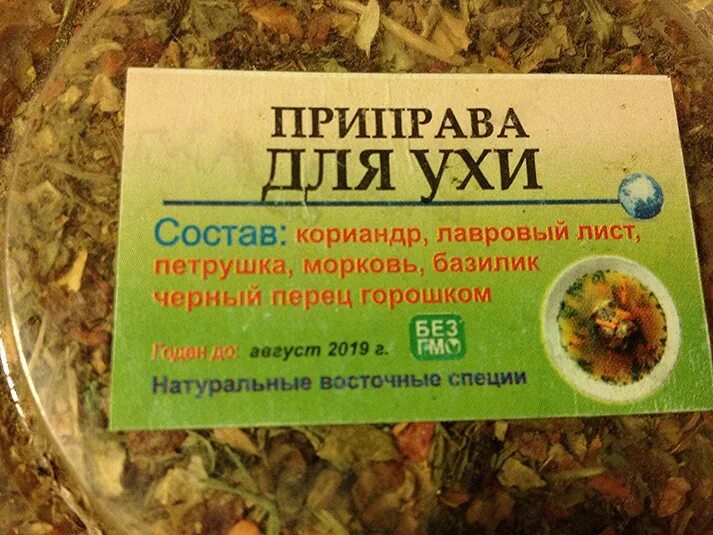 ПРИПРАВА
ДЛЯ УХИ
Состав: кориандр, лавровый лист,
петрушка, морковь, базилик
черный перец горошком
Годен до: август 2019 г.
БЕЗ
ГМО
Натуральные восточные специи